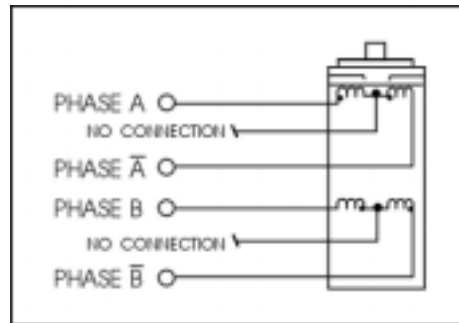 PHASE A
NO CONNECTION
PHASE A̅
PHASE B
NO CONNECTION
PHASE B̅